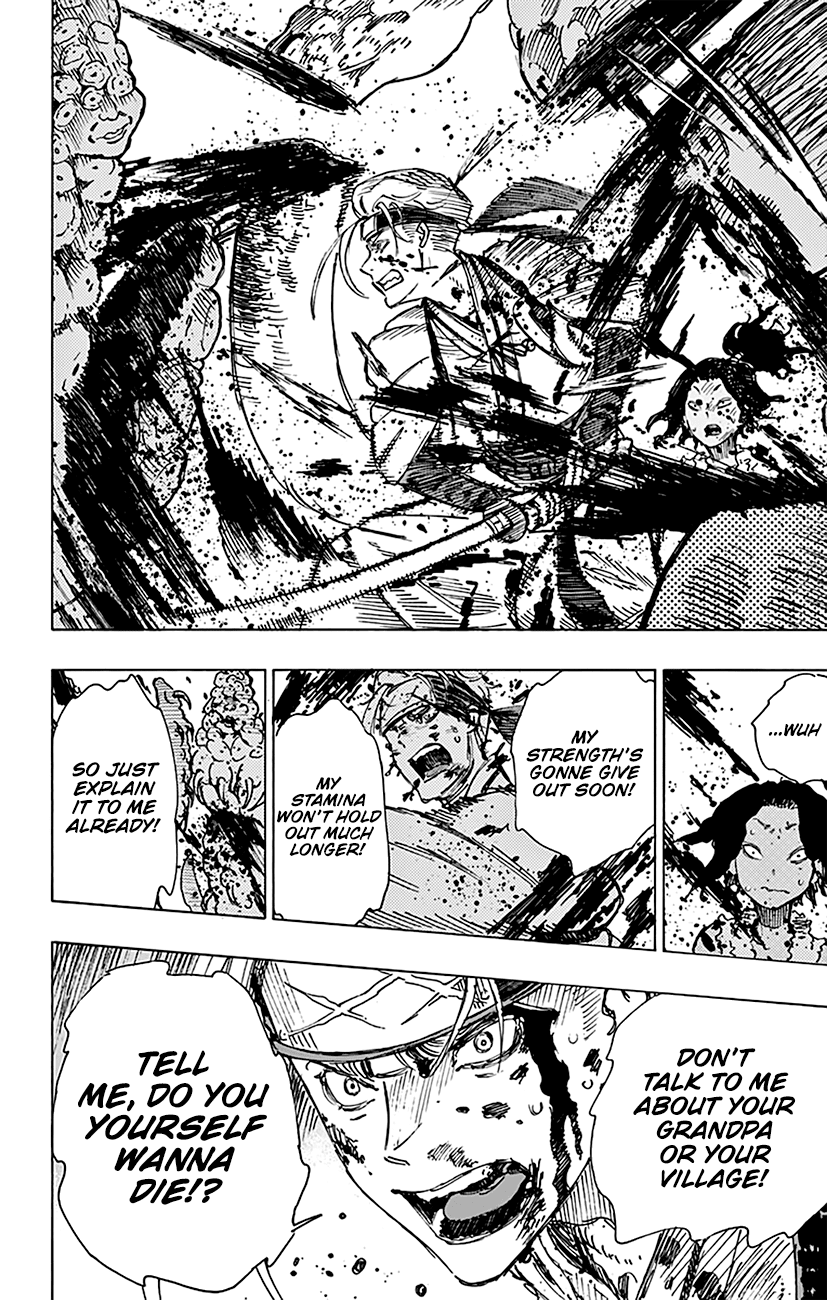 ...WUH
MY
STRENGTH'S
GONNE GIVE
OUT SOON!
MY
STAMINA
WON'T HOLD
OUT MUCH
LONGER!
SO JUST
EXPLAIN
IT TO ME
ALREADY!
DON'T
TALK TO ME
ABOUT YOUR
GRANDPA
OR YOUR
VILLAGE!
TELL
ME, DO YOU
YOURSELF
WANNA
DIE!?